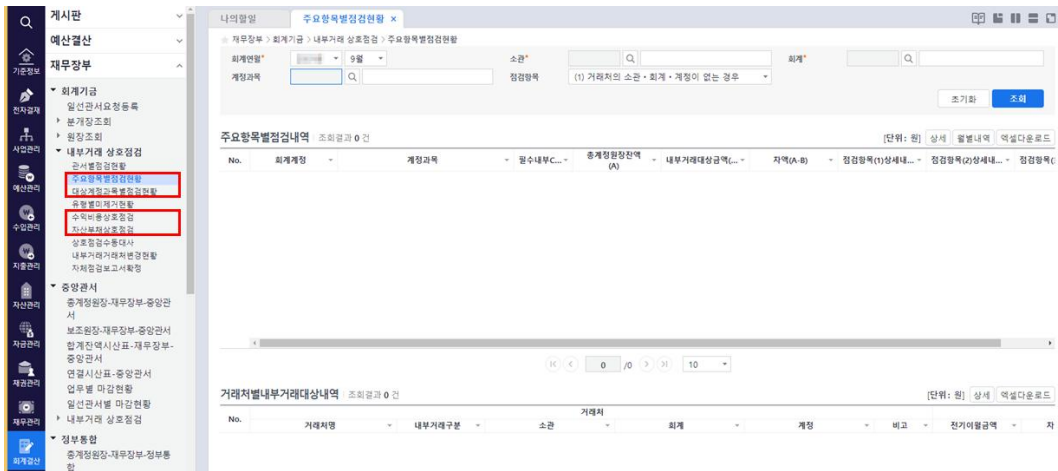 게시판
예산결산
재무장부
기준정보
전자결재
사업관리
예산관리
수입관리
지출관리
자산관리
자금관리
채권관리
재무관리
회계결산
회계기금
일선관서요청등록
분개장조회
원장조회
내부거래 상호점검
관서별점검현황
주요항목별점검현황
대상계정과목별점검현황
유형별미제거현황
수익비용상호점검
자산부채상호점검
상호점검수동대사
내부거래거래처변경현황
자체점검보고서확정
중앙관서
총계정원장-재무장부-중앙관
서
보조원장-재무장부-중앙관서
합계잔액시산표-재무장부-
중앙관서
연결시산표-중앙관서
업무별 마감현황
일선관서별 마감현황
내부거래 상호점검
정부통합
총계정원장-재무장부-정부통
합
나의할일 주요항목별점검현황 ×
재무장부 > 회계기금 > 내부거래 상호점검 > 주요항목별점검현황
회계연월* 9월 소관* 회계*
계정과목 점검항목 (1) 거래처의 소관・회계・계정이 없는 경우
초기화 조회
주요항목별점검내역 조회결과 0 건 [단위: 원] 상세 월별내역 엑셀다운로드
No. 회계계정 계정과목 필수내부C... 총계정원장잔액 (A) 내부거래대상금액(... 차액(A-B) 점검항목(1)상세내... 점검항목(2)상세내... 점검항목(
0 /0 10
거래처별내부거래대상내역 조회결과 0 건 [단위: 원] 상세 엑셀다운로드
거래처
No. 거래처명 내부거래구분 소관 회계 계정 비고 전기이월금액 차